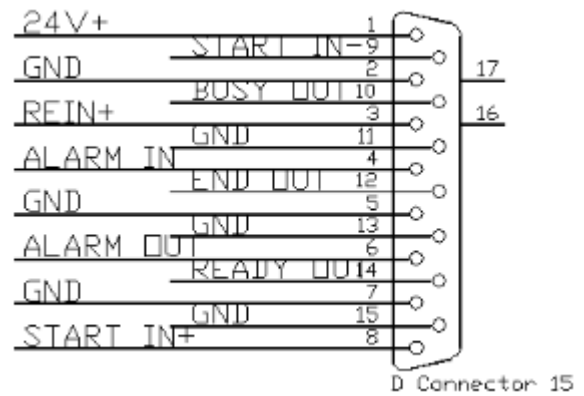 24V+ 1
START IN- 9
GND 2 17
BUSY OUT 10
REIN+ 3 16
GND 11
ALARM IN 4
END OUT 12
GND 5
GND 13
ALARM OUT 6
READY OUT 14
GND 7
GND 15
START IN+ 8
D Connector 15